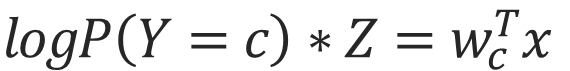 logP(Y = c) ∗ Z = w_c^T x